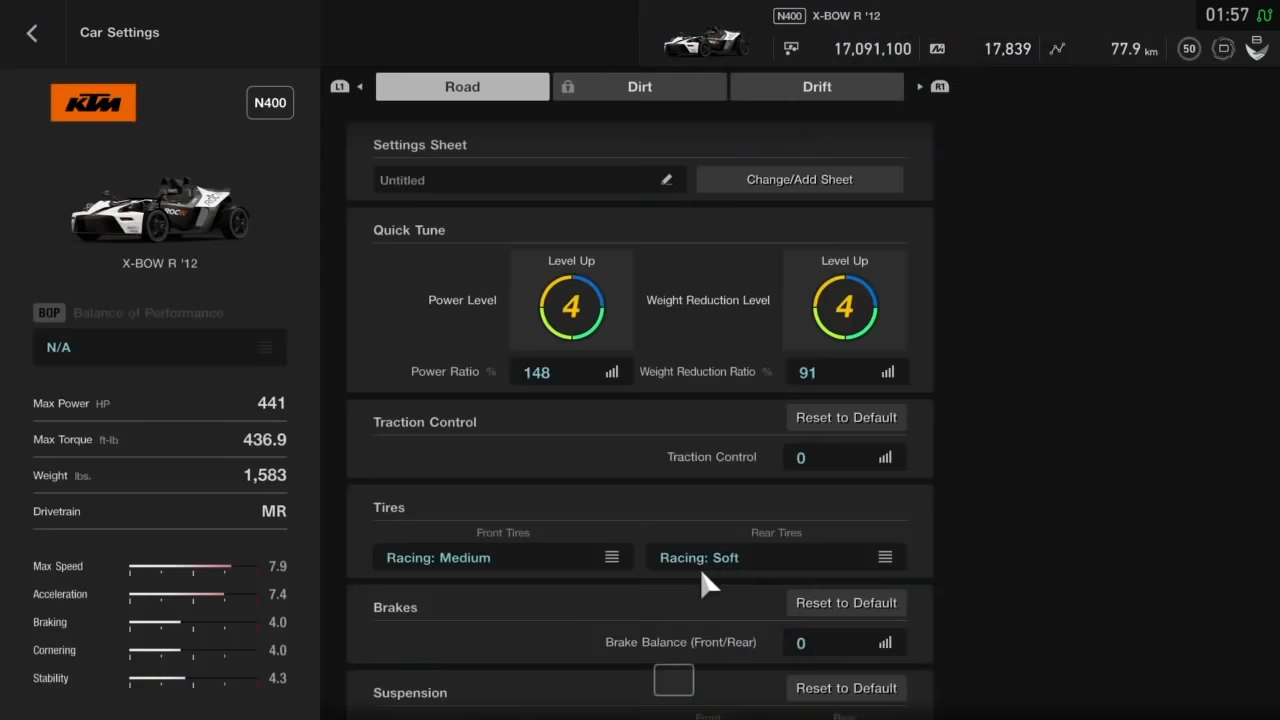 Car Settings
N400 X-BOW R '12
17,091,100 17,839 77.9 km 50
01:57
KTM
N400
X-BOW R '12
BOP Balance of Performance
N/A
Max Power HP 441
Max Torque ft-lb 436.9
Weight lbs. 1,583
Drivetrain MR
Max Speed 7.9
Acceleration 7.4
Braking 4.0
Cornering 4.0
Stability 4.3
L1 Road Dirt Drift R1
Settings Sheet
Untitled Change/Add Sheet
Quick Tune
Level Up Level Up
Power Level 4 Weight Reduction Level 4
Power Ratio % 148 Weight Reduction Ratio % 91
Traction Control Reset to Default
Traction Control 0
Tires
Front Tires Rear Tires
Racing: Medium Racing: Soft
Brakes Reset to Default
Brake Balance (Front/Rear) 0
Suspension Reset to Default